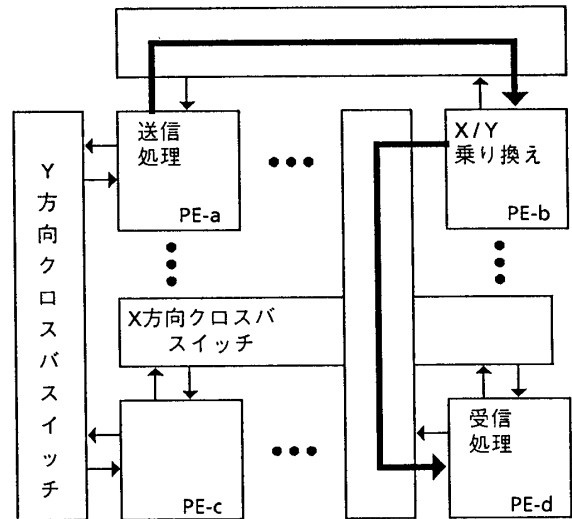 送信
処理
PE-a
X/Y
乗り換え
PE-b
Y方向クロスバスイッチ
X方向クロスバ
スイッチ
PE-c
受信
処理
PE-d